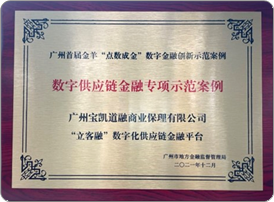 广州首届金羊“点数成金”数字金融创新示范案例
数字供应链金融专项示范案例
广州宝凯道融商业保理有限公司
“立客融”数字化供应链金融平台
广州市地方金融监督管理局
二〇二一年十二月